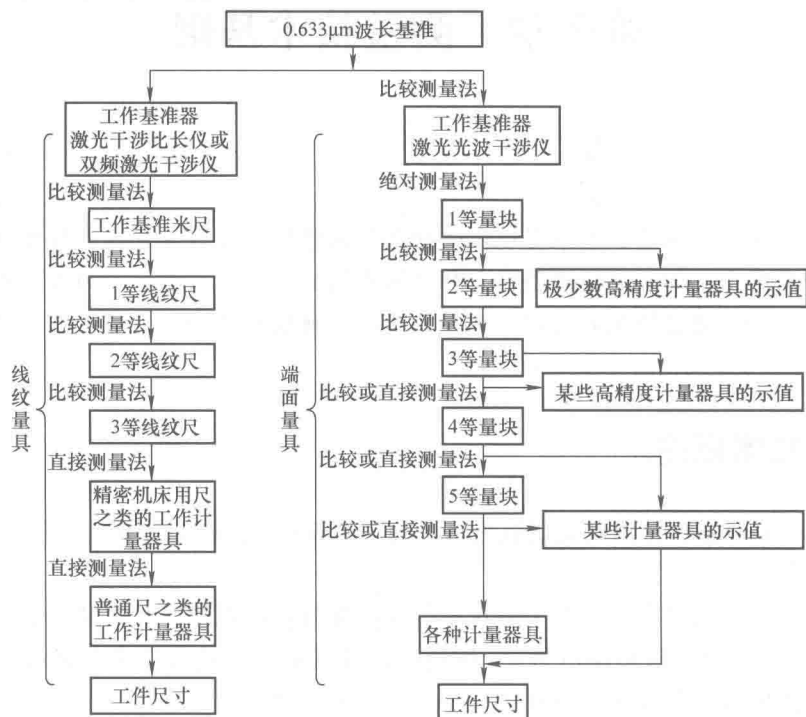 0.633μm波长基准
工作基准器
激光干涉比长仪或
双频激光干涉仪
比较测量法
工作基准米尺
比较测量法
1等线纹尺
比较测量法
2等线纹尺
比较测量法
3等线纹尺
直接测量法
精密机床用尺
之类的工作计
量器具
直接测量法
普通尺之类的
工作计量器具
工件尺寸
线
纹
量
具
比较测量法
工作基准器
激光光波干涉仪
绝对测量法
1等量块
比较测量法
2等量块
极少数高精度计量器具的示值
比较测量法
3等量块
某些高精度计量器具的示值
比较或直接测量法
4等量块
比较或直接测量法
5等量块
比较或直接测量法
某些计量器具的示值
各种计量器具
工件尺寸
端
面
量
具